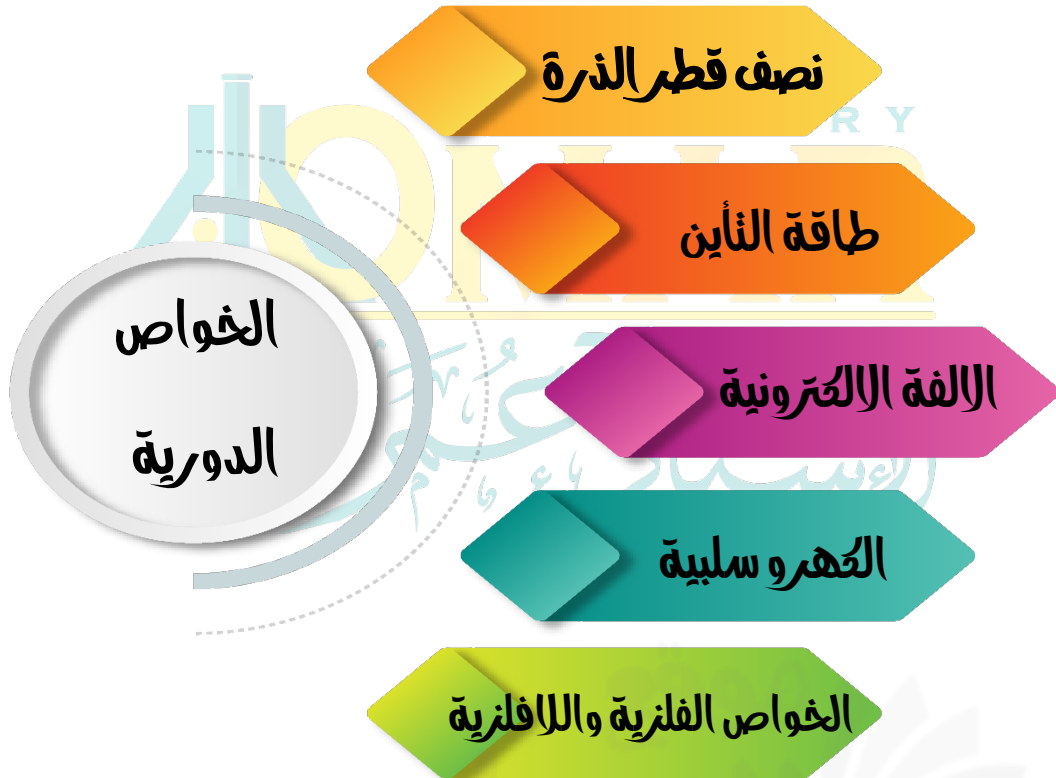 نصف قطر الذرة
طاقة التأين
الخواص
الدورية
الالفة الالكترونية
الكهروسلبية
الخواص الفلزية واللافلزية